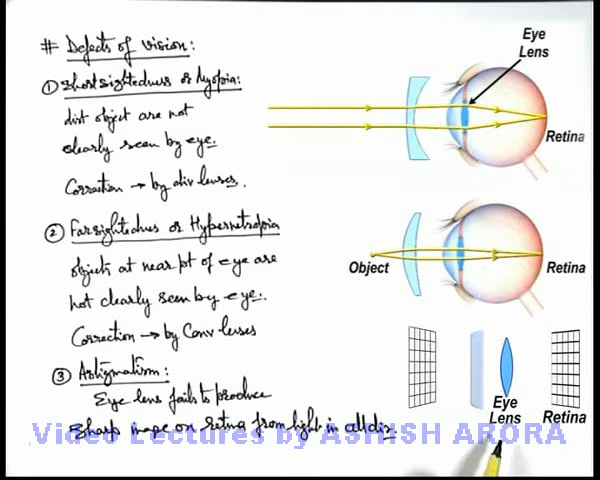 # Defects of vision:
① Shortsightedness or Myopia:
dist object are not
clearly seen by eye.
Correction → by div lenses.
② Farsightednes or Hypermetropia
objects at near pt of eye are
not clearly seen by eye.
Correction → by Conv lenses
③ Astigmatism:
Eye lens fails to produce
Sharp image on retina from light in all dir
Eye
Lens
Retina
Object
Retina
Eye
Lens
Retina
Video Lectures by ASHISH ARORA